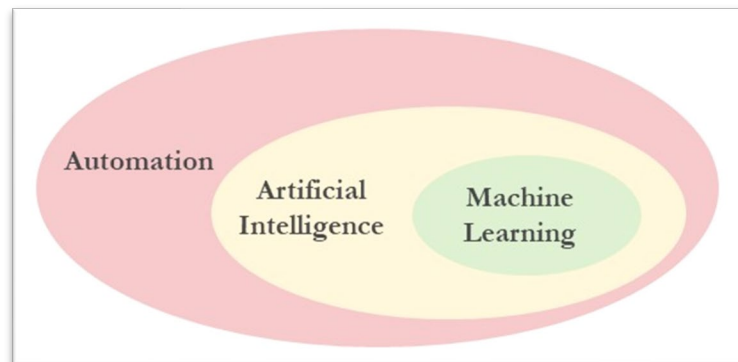 Automation
Artificial
Intelligence
Machine
Learning